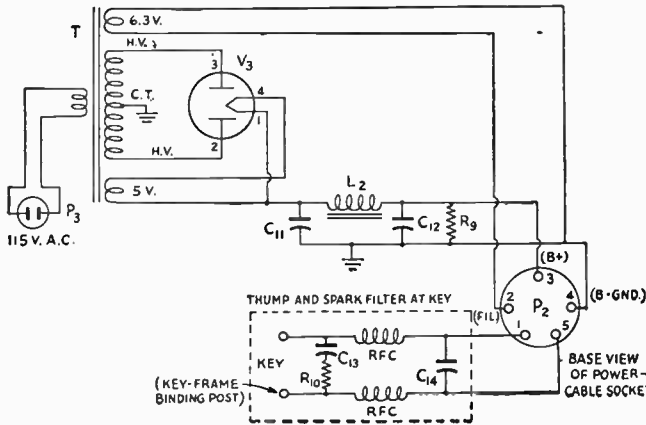 T
6.3 V.
H.V.
V3
3
C.T.
4
1
2
H.V.
5 V.
P3
115 V. A.C.
L2
C11
C12
R9
(B+)
3
(B-GND.)
2
P2
4
(FIL)
1
5
THUMP AND SPARK FILTER AT KEY
KEY
C13
RFC
R10
C14
(KEY-FRAME
BINDING POST)
RFC
BASE VIEW
OF POWER-
CABLE SOCKET